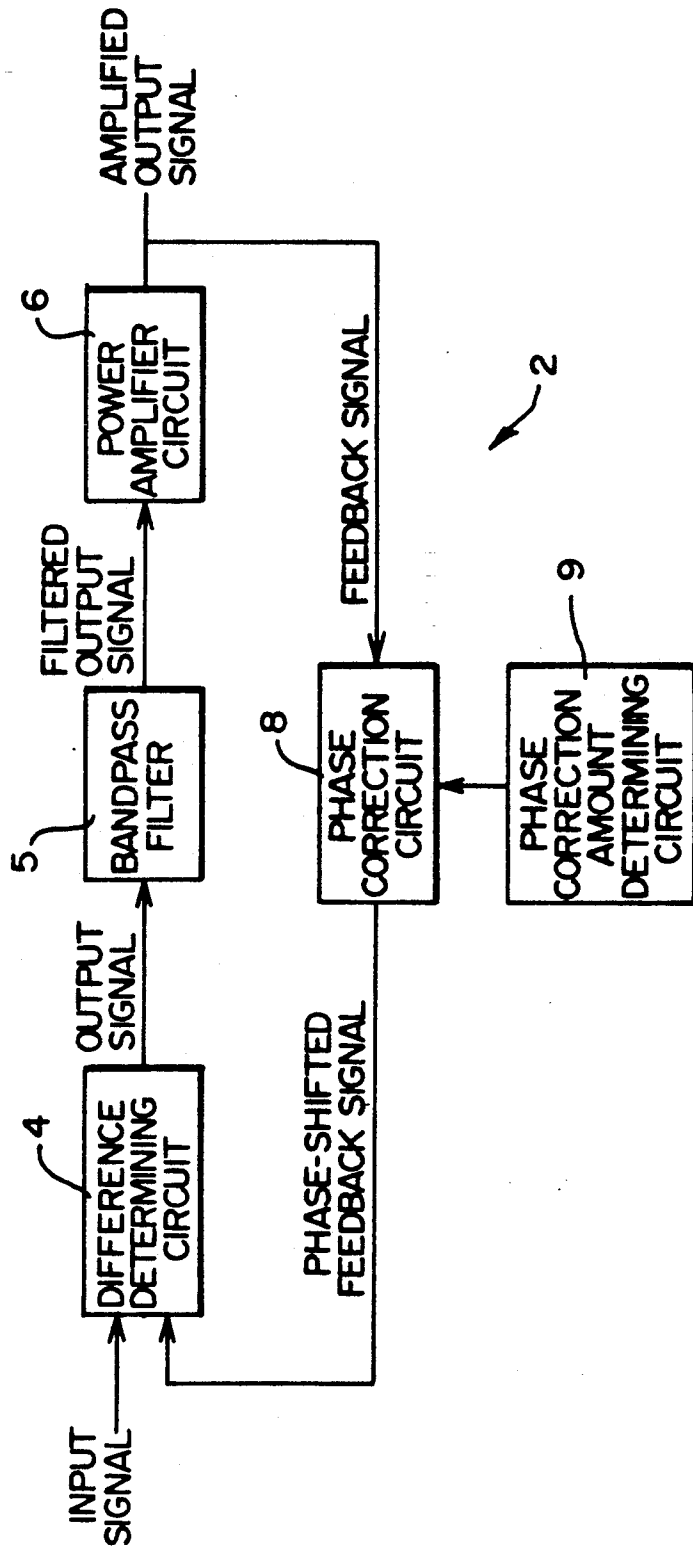 INPUT
SIGNAL
4
DIFFERENCE
DETERMINING
CIRCUIT
OUTPUT
SIGNAL
5
BANDPASS
FILTER
FILTERED
OUTPUT
SIGNAL
6
POWER
AMPLIFIER
CIRCUIT
AMPLIFIED
OUTPUT
SIGNAL
PHASE-SHIFTED
FEEDBACK SIGNAL
8
PHASE
CORRECTION
CIRCUIT
FEEDBACK SIGNAL
9
PHASE
CORRECTION
AMOUNT
DETERMINING
CIRCUIT
2